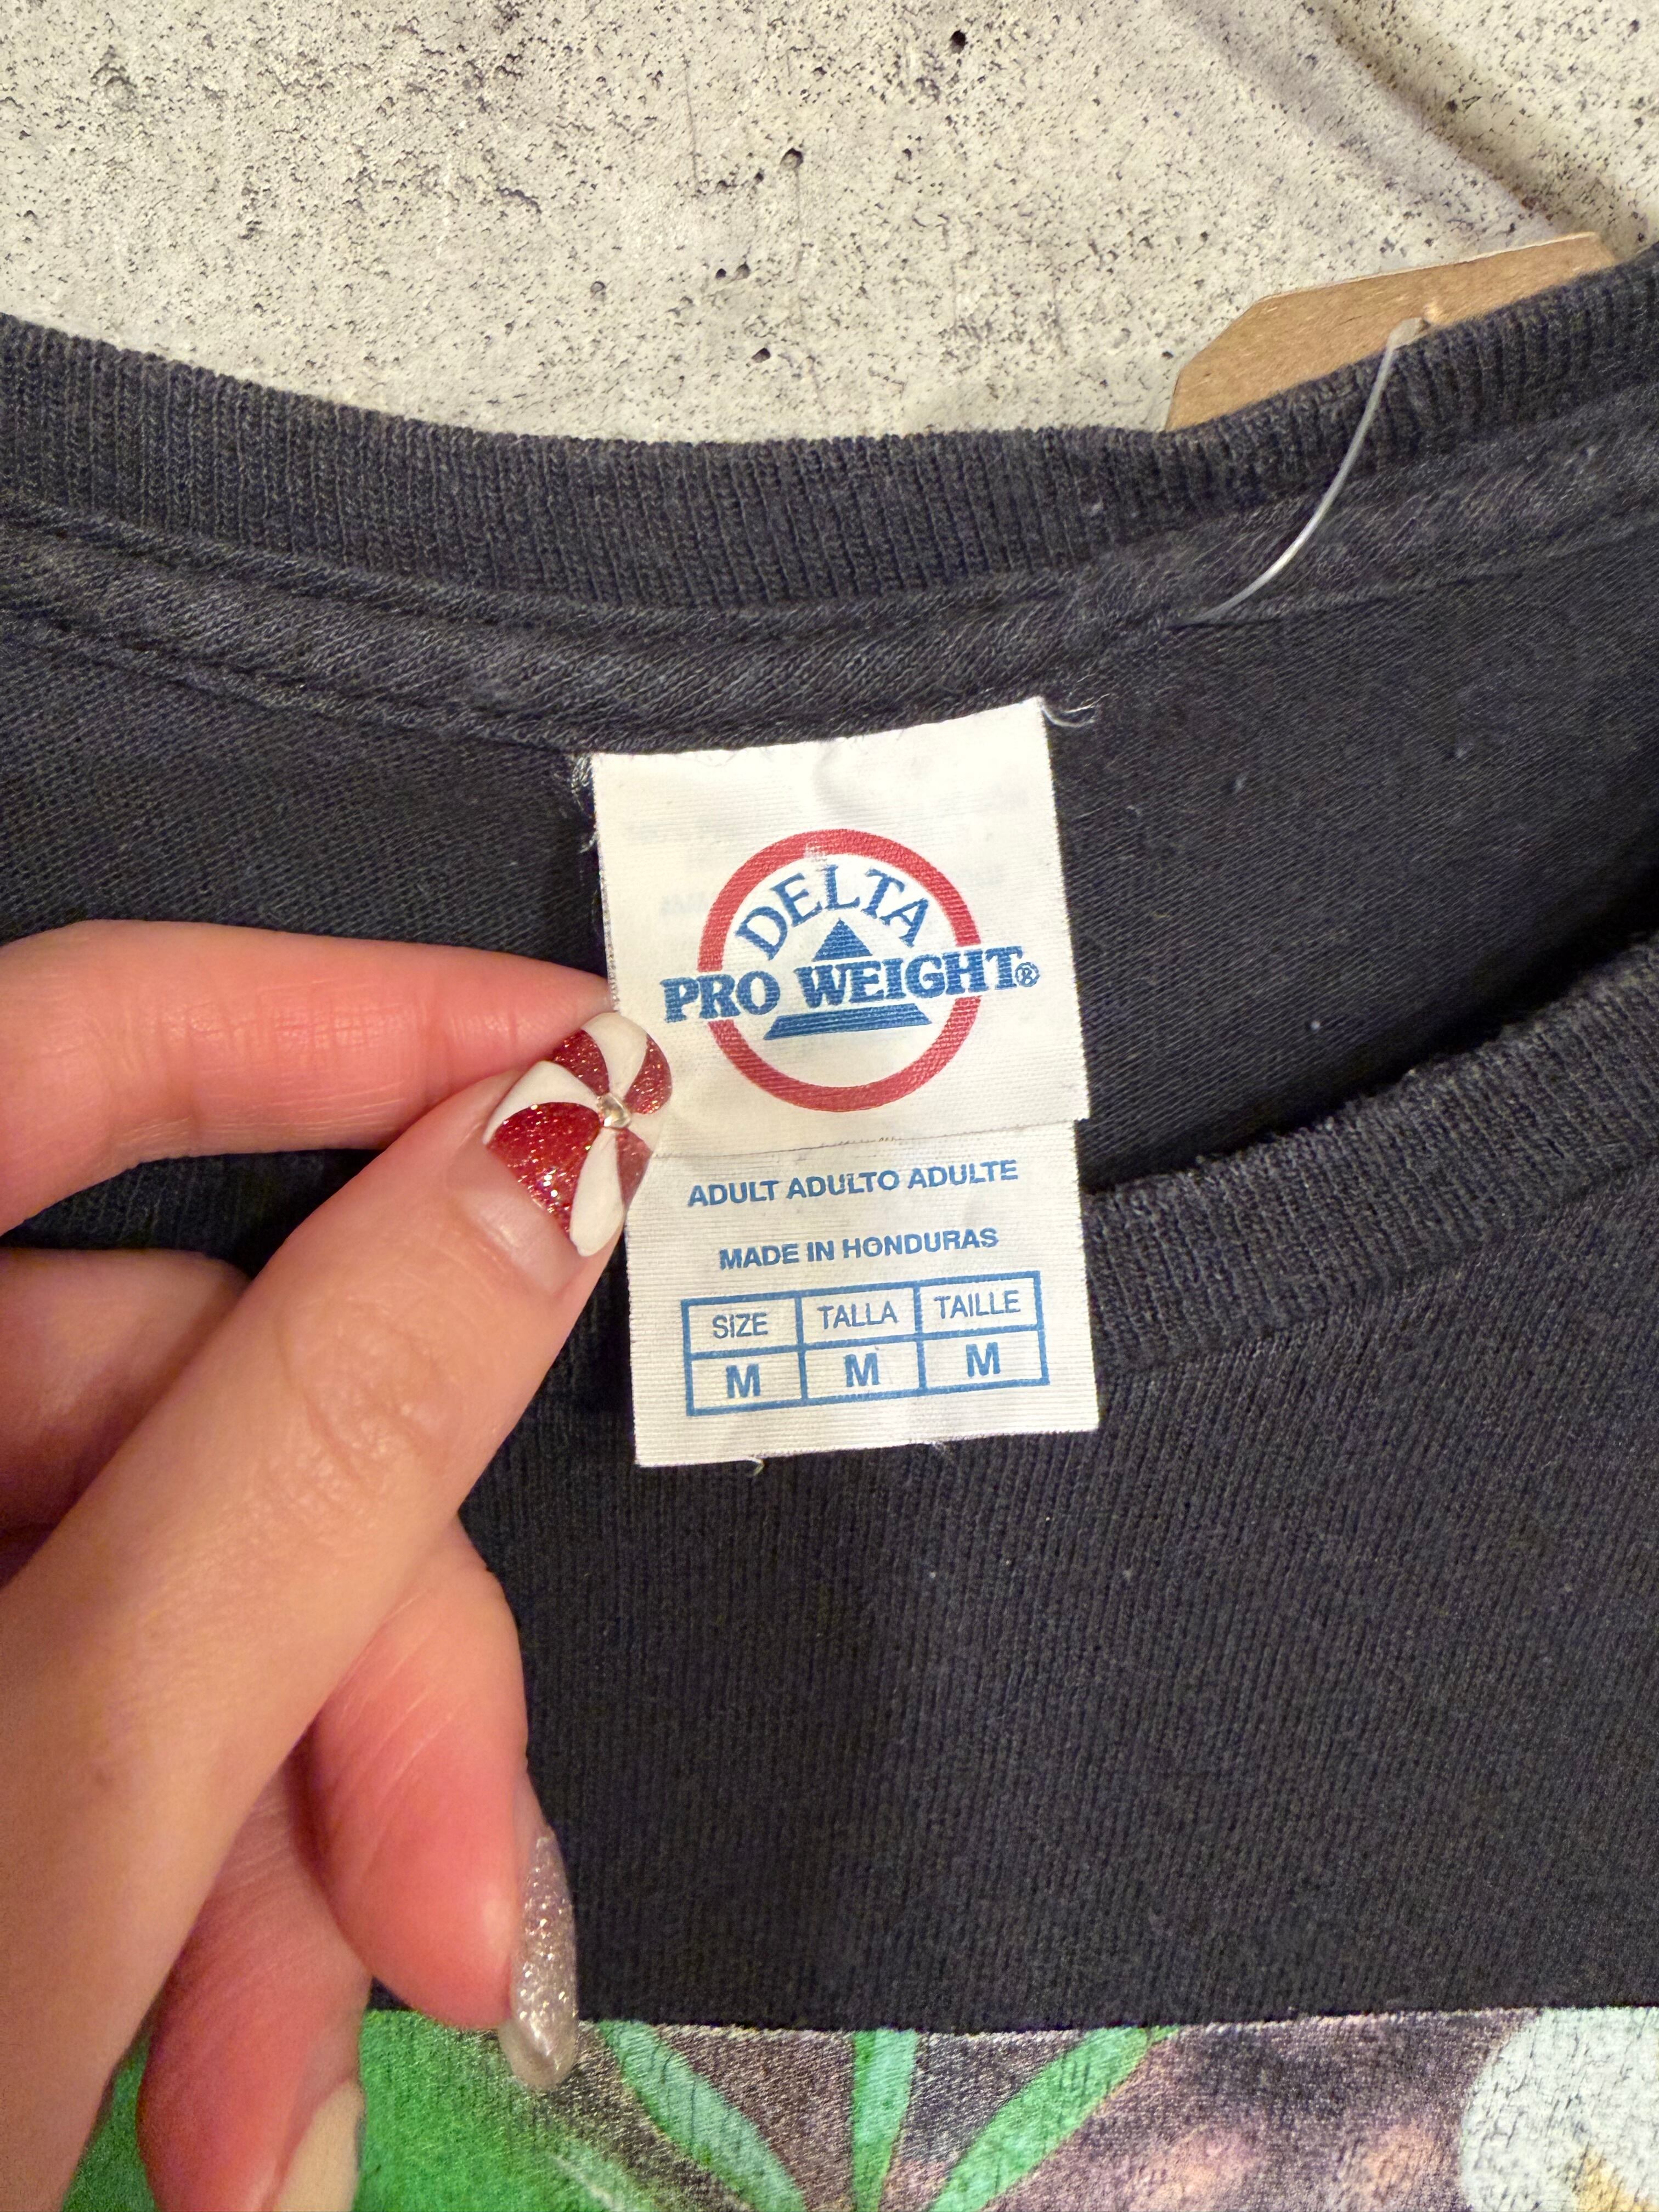 DELTA
PRO WEIGHT®
ADULT ADULTO ADULTE
MADE IN HONDURAS
SIZE TALLA TAILLE
M M M